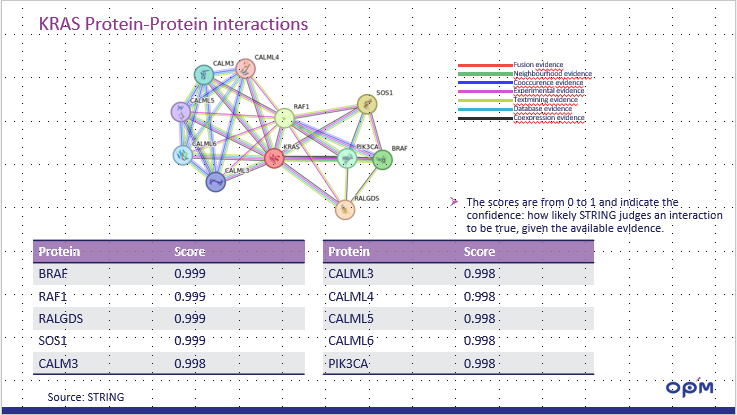 KRAS Protein-Protein interactions
CALM3
CALML4
CALML5
RAF1
SOS1
CALML6
KRAS
PIK3CA
BRAF
CALML3
RALGDS
Fusion evidence
Neighbourhood evidence
Cooccurence evidence
Experimental evidence
Textmining evidence
Database evidence
Coexpression evidence
The scores are from 0 to 1 and indicate the
confidence: how likely STRING judges an interaction
to be true, given the available evidence.
Protein Score
BRAF 0.999
RAF1 0.999
RALGDS 0.999
SOS1 0.999
CALM3 0.998
Protein Score
CALML3 0.998
CALML4 0.998
CALML5 0.998
CALML6 0.998
PIK3CA 0.998
Source: STRING
OPM